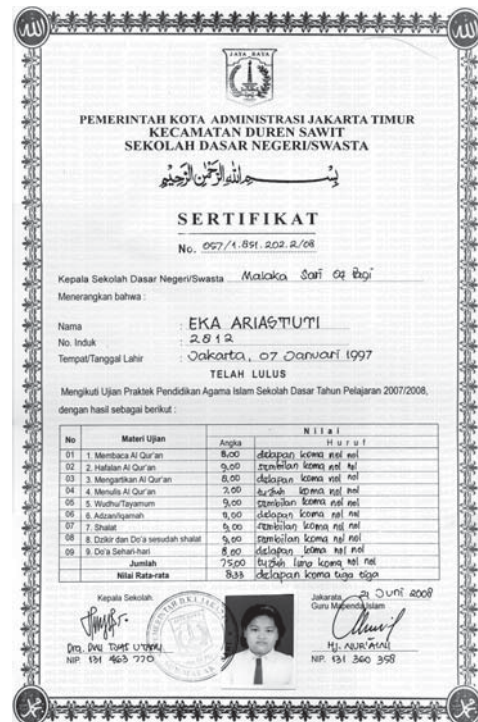 JAYA RAYA
PEMERINTAH KOTA ADMINISTRASI JAKARTA TIMUR
KECAMATAN DUREN SAWIT
SEKOLAH DASAR NEGERI/SWASTA
بسم الله الرحمن الرحيم
SERTIFIKAT
No. 057/1.851.202.2/08
Kepala Sekolah Dasar Negeri/Swasta Malaka Sari 09 Pagi
Menerangkan bahwa :
Nama : EKA ARIASTUTI
No. Induk : 2812
Tempat/Tanggal Lahir : Jakarta, 07 Januari 1997
TELAH LULUS
Mengikuti Ujian Praktek Pendidikan Agama Islam Sekolah Dasar Tahun Pelajaran 2007/2008,
dengan hasil sebagai berikut :
No Materi Ujian Nilai
Angka Huruf
01 1. Membaca Al Qur'an 8,00 delapan koma nol nol
02 2. Hafalan Al Qur'an 9,00 sembilan koma nol nol
03 3. Mengartikan Al Qur'an 8,00 delapan koma nol nol
04 4. Menulis Al Qur'an 7,00 tujuh koma nol nol
05 5. Wudhu/Tayamum 9,00 sembilan koma nol nol
06 6. Adzan/Iqamah 9,00 sembilan koma nol nol
07 7. Shalat 9,00 sembilan koma nol nol
08 8. Dzikir dan Do'a sesudah shalat 9,00 sembilan koma nol nol
09 9. Do'a Sehari-hari 8,00 delapan koma nol nol
Jumlah 75,00 tujuh lima koma nol nol
Nilai Rata-rata 8,33 delapan koma tiga tiga
Kepala Sekolah.
Jakarata, 21 Juni 2008
Guru Mapenda Islam
Dra. TUTI UTAMI
HJ. NUR'AENI
NIP. 131 463 770
NIP. 131 360 358